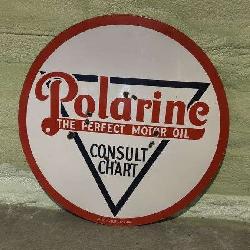 Polarine
THE PERFECT MOTOR OIL
CONSULT
CHART